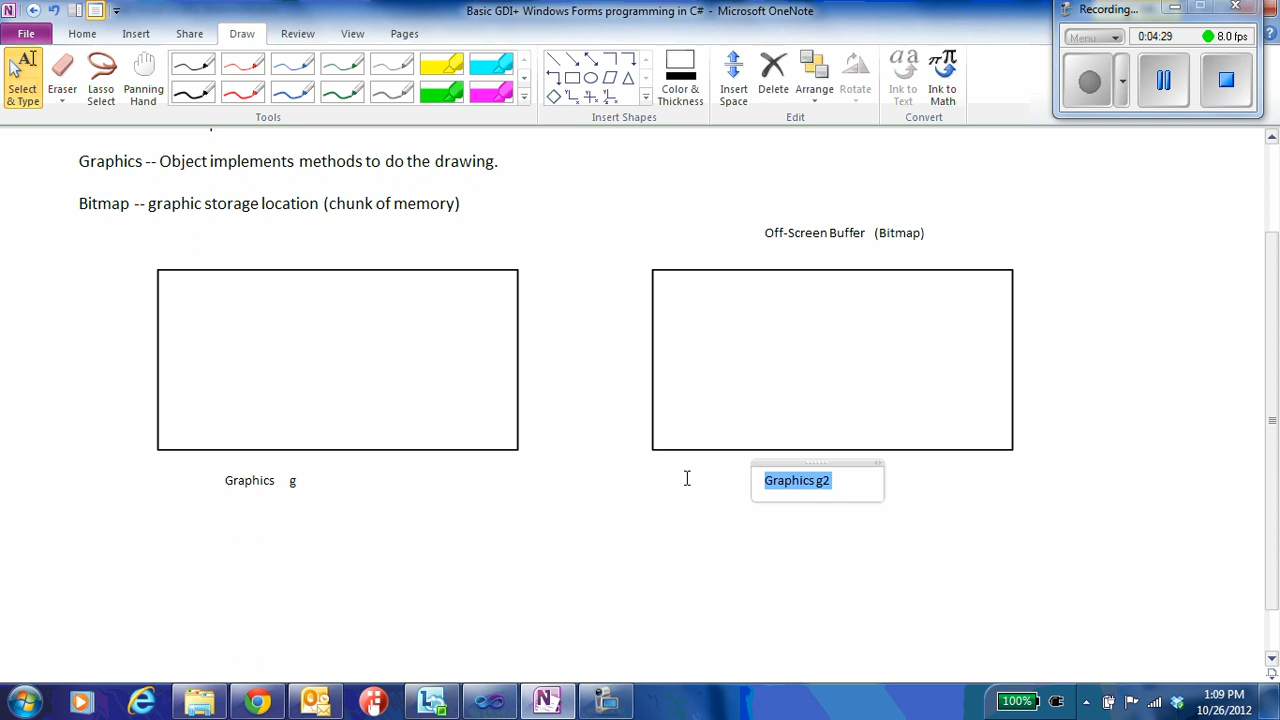 Basic GDI+ Windows Forms programming in C# - Microsoft OneNote
Recording...
File Home Insert Share Draw Review View Pages
Menu 0:04:29 8.0 fps
Select & Type
Eraser
Lasso Select
Panning Hand
Color & Thickness
Insert Space
Delete
Arrange
Rotate
Ink to Text
Ink to Math
Tools Insert Shapes Edit Convert
Graphics -- Object implements methods to do the drawing.
Bitmap -- graphic storage location (chunk of memory)
Off-Screen Buffer (Bitmap)
Graphics g
Graphics g2
100%
1:09 PM
10/26/2012